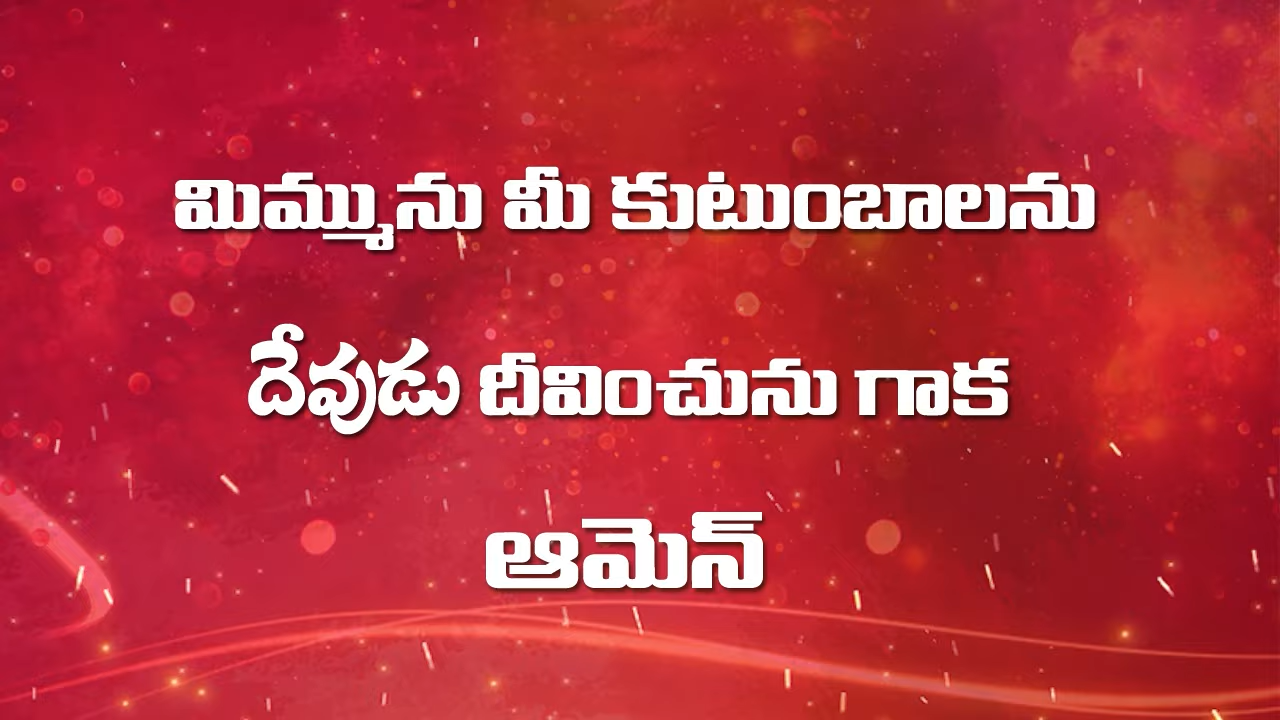 మిమ్మును మీ కుటుంబాలను
దేవుడు దీవించును గాక
ఆమెన్